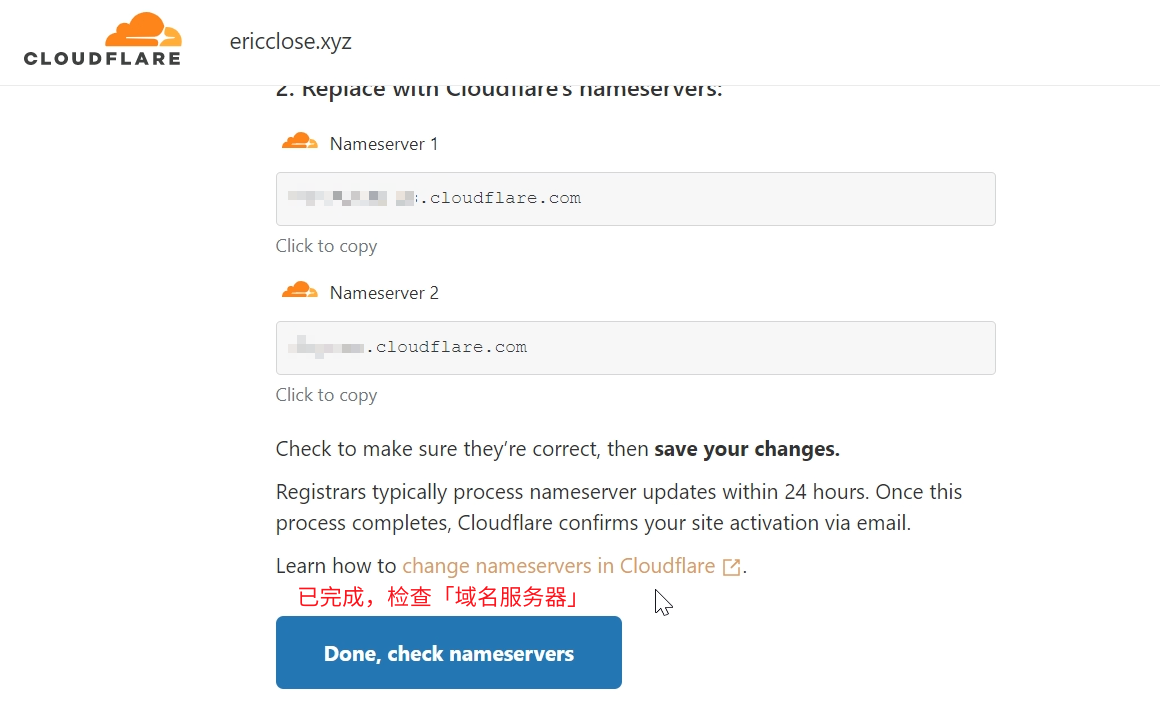 CLOUDFLARE
ericclose.xyz
2. Replace with Cloudflare's nameservers:
Nameserver 1
.cloudflare.com
Click to copy
Nameserver 2
.cloudflare.com
Click to copy
Check to make sure they’re correct, then save your changes.
Registrars typically process nameserver updates within 24 hours. Once this
process completes, Cloudflare confirms your site activation via email.
Learn how to change nameservers in Cloudflare.
已完成，检查「域名服务器」
Done, check nameservers